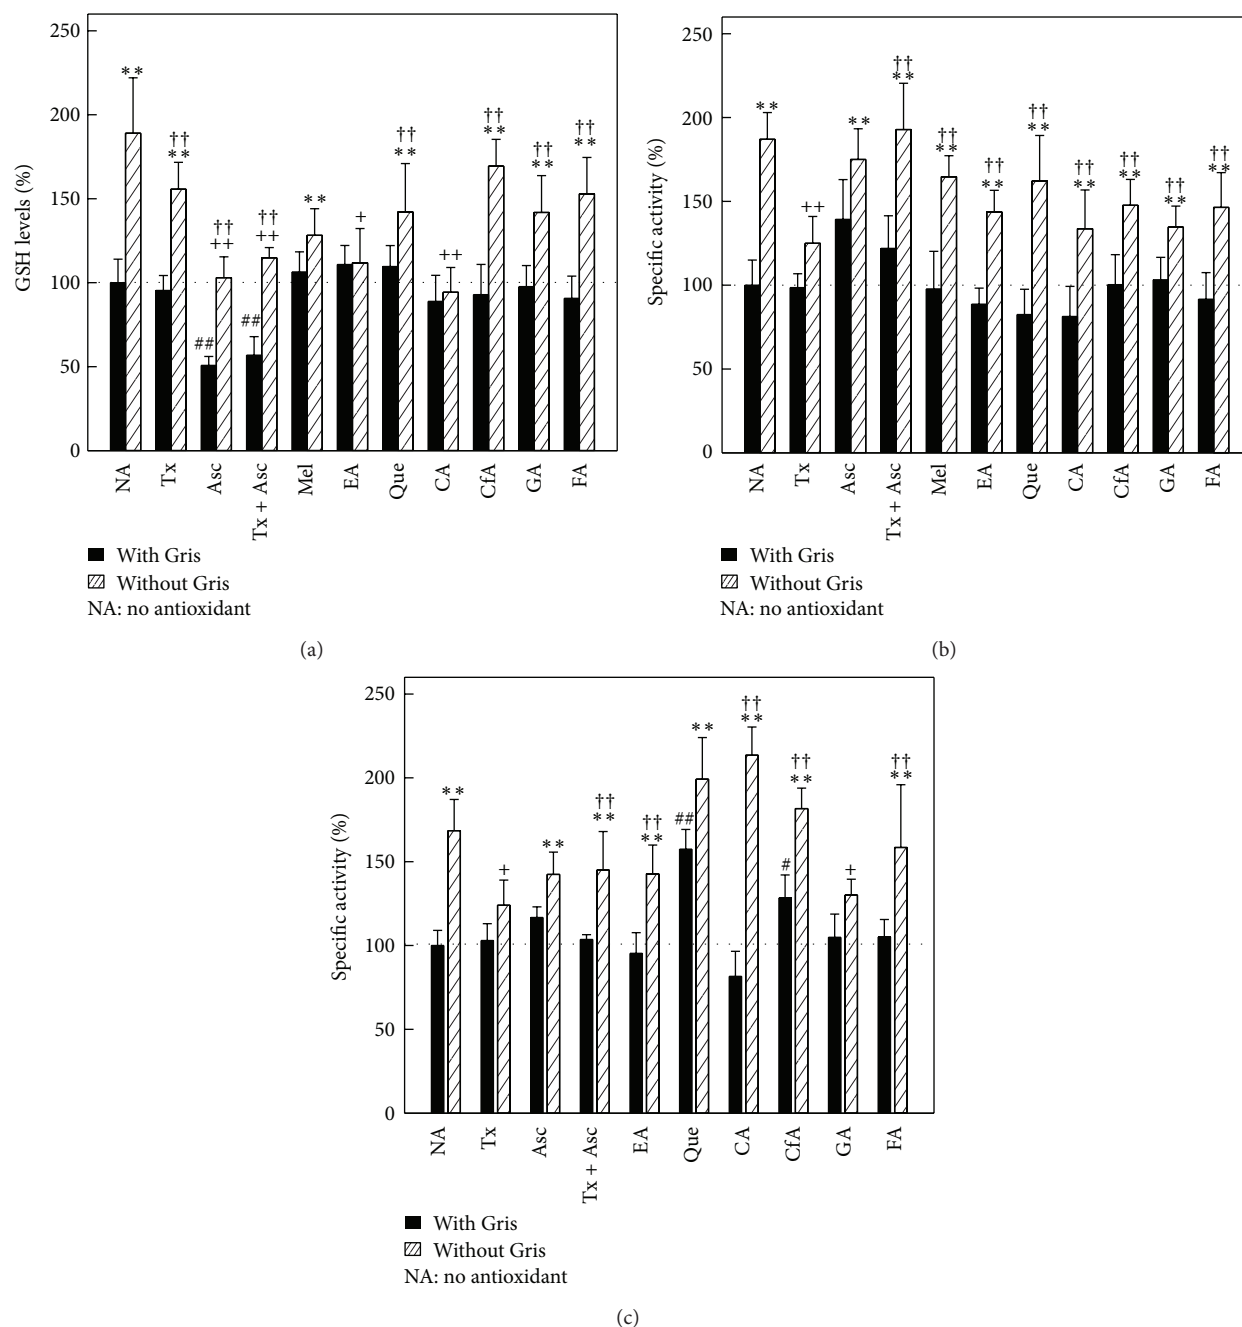 250
200
150
100
50
0
GSH levels (%)
**
††
**
##
††
++
##
††
++
**
+
††
**
++
††
**
††
**
††
**
NA
Tx
Asc
Tx + Asc
Mel
EA
Que
CA
CfA
GA
FA
With Gris
Without Gris
NA: no antioxidant
(a)
250
200
150
100
50
0
Specific activity (%)
**
++
**
††
**
††
**
††
**
††
**
††
**
††
**
††
**
††
**
NA
Tx
Asc
Tx + Asc
Mel
EA
Que
CA
CfA
GA
FA
With Gris
Without Gris
NA: no antioxidant
(b)
250
200
150
100
50
0
Specific activity (%)
**
+
**
††
**
††
**
##
**
††
**
#
††
**
+
††
**
NA
Tx
Asc
Tx + Asc
EA
Que
CA
CfA
GA
FA
With Gris
Without Gris
NA: no antioxidant
(c)